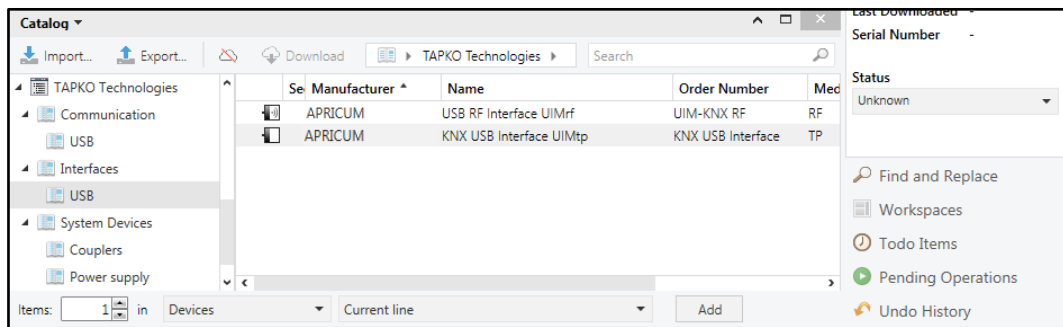 Catalog
Import...
Export...
Download
TAPKO Technologies
Search
TAPKO Technologies
Communication
USB
Interfaces
USB
System Devices
Couplers
Power supply
Se Manufacturer Name Order Number Med
APRICUM USB RF Interface UIMrf UIM-KNX RF RF
APRICUM KNX USB Interface UIMtp KNX USB Interface TP
Items: 1 in Devices Current line Add
Last Downloaded -
Serial Number -
Status
Unknown
Find and Replace
Workspaces
Todo Items
Pending Operations
Undo History